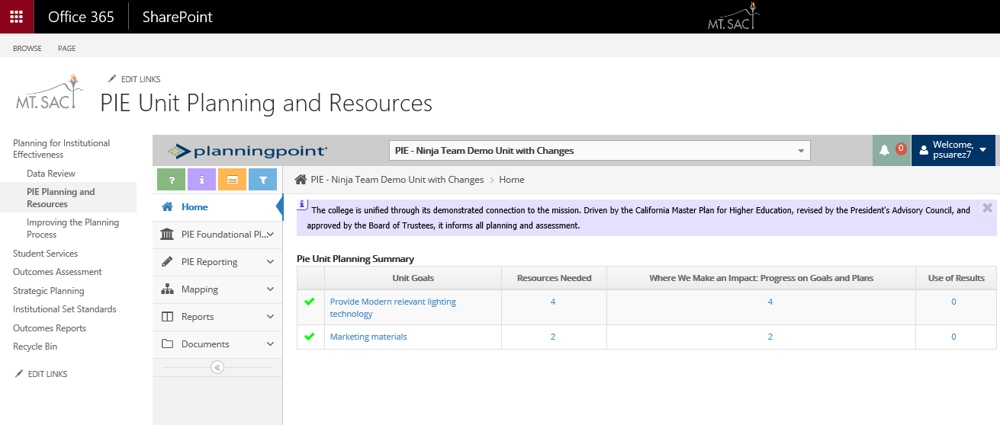 Office 365
SharePoint
MT. SAC
BROWSE
PAGE
MT. SAC
EDIT LINKS
PIE Unit Planning and Resources
Planning for Institutional
Effectiveness
Data Review
PIE Planning and
Resources
Improving the Planning
Process
Student Services
Outcomes Assessment
Strategic Planning
Institutional Set Standards
Outcomes Reports
Recycle Bin
EDIT LINKS
planningpoint
PIE - Ninja Team Demo Unit with Changes
0
Welcome,
psuarez7
?
i
PIE - Ninja Team Demo Unit with Changes > Home
Home
PIE Foundational Pl...
PIE Reporting
Mapping
Reports
Documents
i
The college is unified through its demonstrated connection to the mission. Driven by the California Master Plan for Higher Education, revised by the President's Advisory Council, and
approved by the Board of Trustees, it informs all planning and assessment.
Pie Unit Planning Summary
Unit Goals Resources Needed Where We Make an Impact: Progress on Goals and Plans Use of Results
Provide Modern relevant lighting 4 4 0
technology
Marketing materials 2 2 0